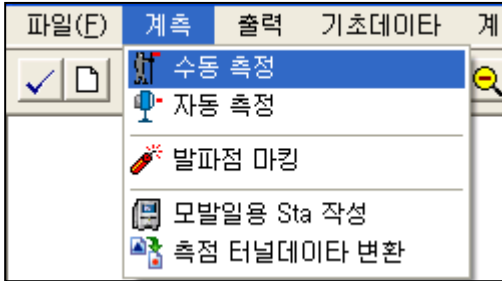 파일(F) 계측 출력 기초데이타 계
수동 측정
자동 측정
발파점 마킹
모발일용 Sta 작성
측점 터널데이타 변환